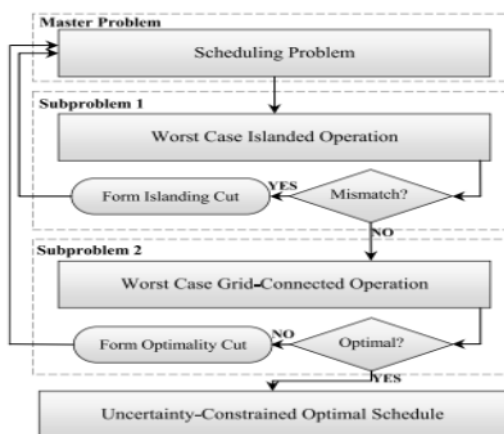 Master Problem
Scheduling Problem
Subproblem 1
Worst Case Islanded Operation
Form Islanding Cut
YES
Mismatch?
NO
Subproblem 2
Worst Case Grid-Connected Operation
Form Optimality Cut
NO
Optimal?
YES
Uncertainty-Constrained Optimal Schedule